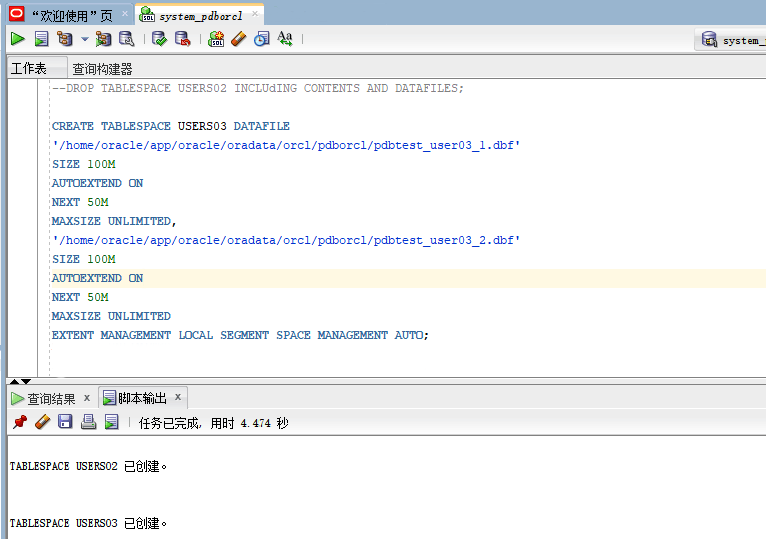 “欢迎使用”页
system_pdborcl
system_
工作表 查询构建器
--DROP TABLESPACE USERS02 INCLUdING CONTENTS AND DATAFILES;
CREATE TABLESPACE USERS03 DATAFILE
'/home/oracle/app/oracle/oradata/orcl/pdborcl/pdbtest_user03_1.dbf'
SIZE 100M
AUTOEXTEND ON
NEXT 50M
MAXSIZE UNLIMITED,
'/home/oracle/app/oracle/oradata/orcl/pdborcl/pdbtest_user03_2.dbf'
SIZE 100M
AUTOEXTEND ON
NEXT 50M
MAXSIZE UNLIMITED
EXTENT MANAGEMENT LOCAL SEGMENT SPACE MANAGEMENT AUTO;
查询结果 x 脚本输出 x
任务已完成, 用时 4.474 秒
TABLESPACE USERS02 已创建。
TABLESPACE USERS03 已创建。